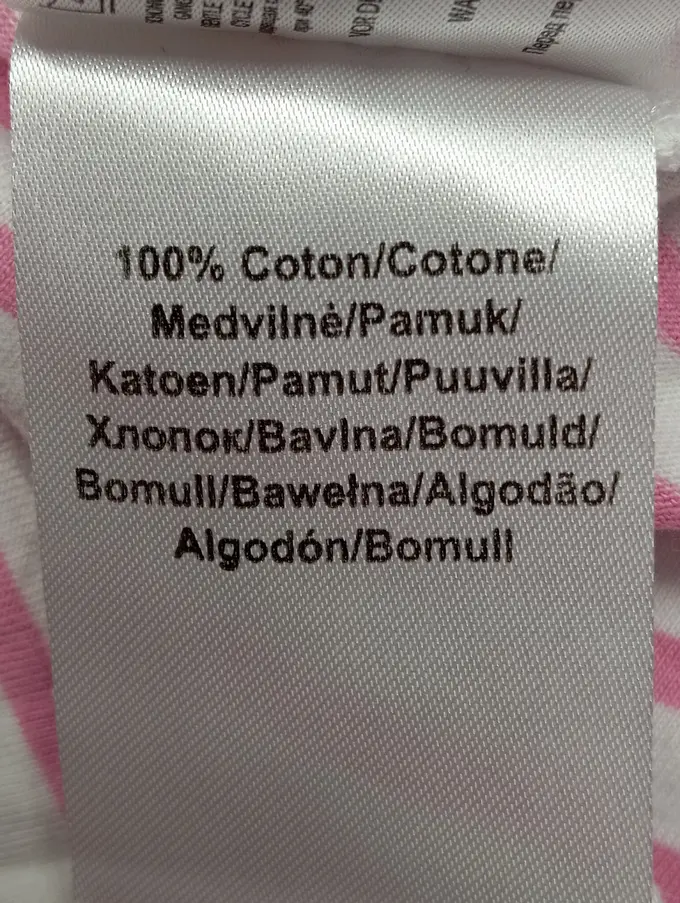 100% Coton/Cotone/
Medvilnė/Pamuk/
Katoen/Pamut/Puuvilla/
Хлопок/Bavlna/Bomuld/
Bomull/Bawełna/Algodão/
Algodón/Bomull